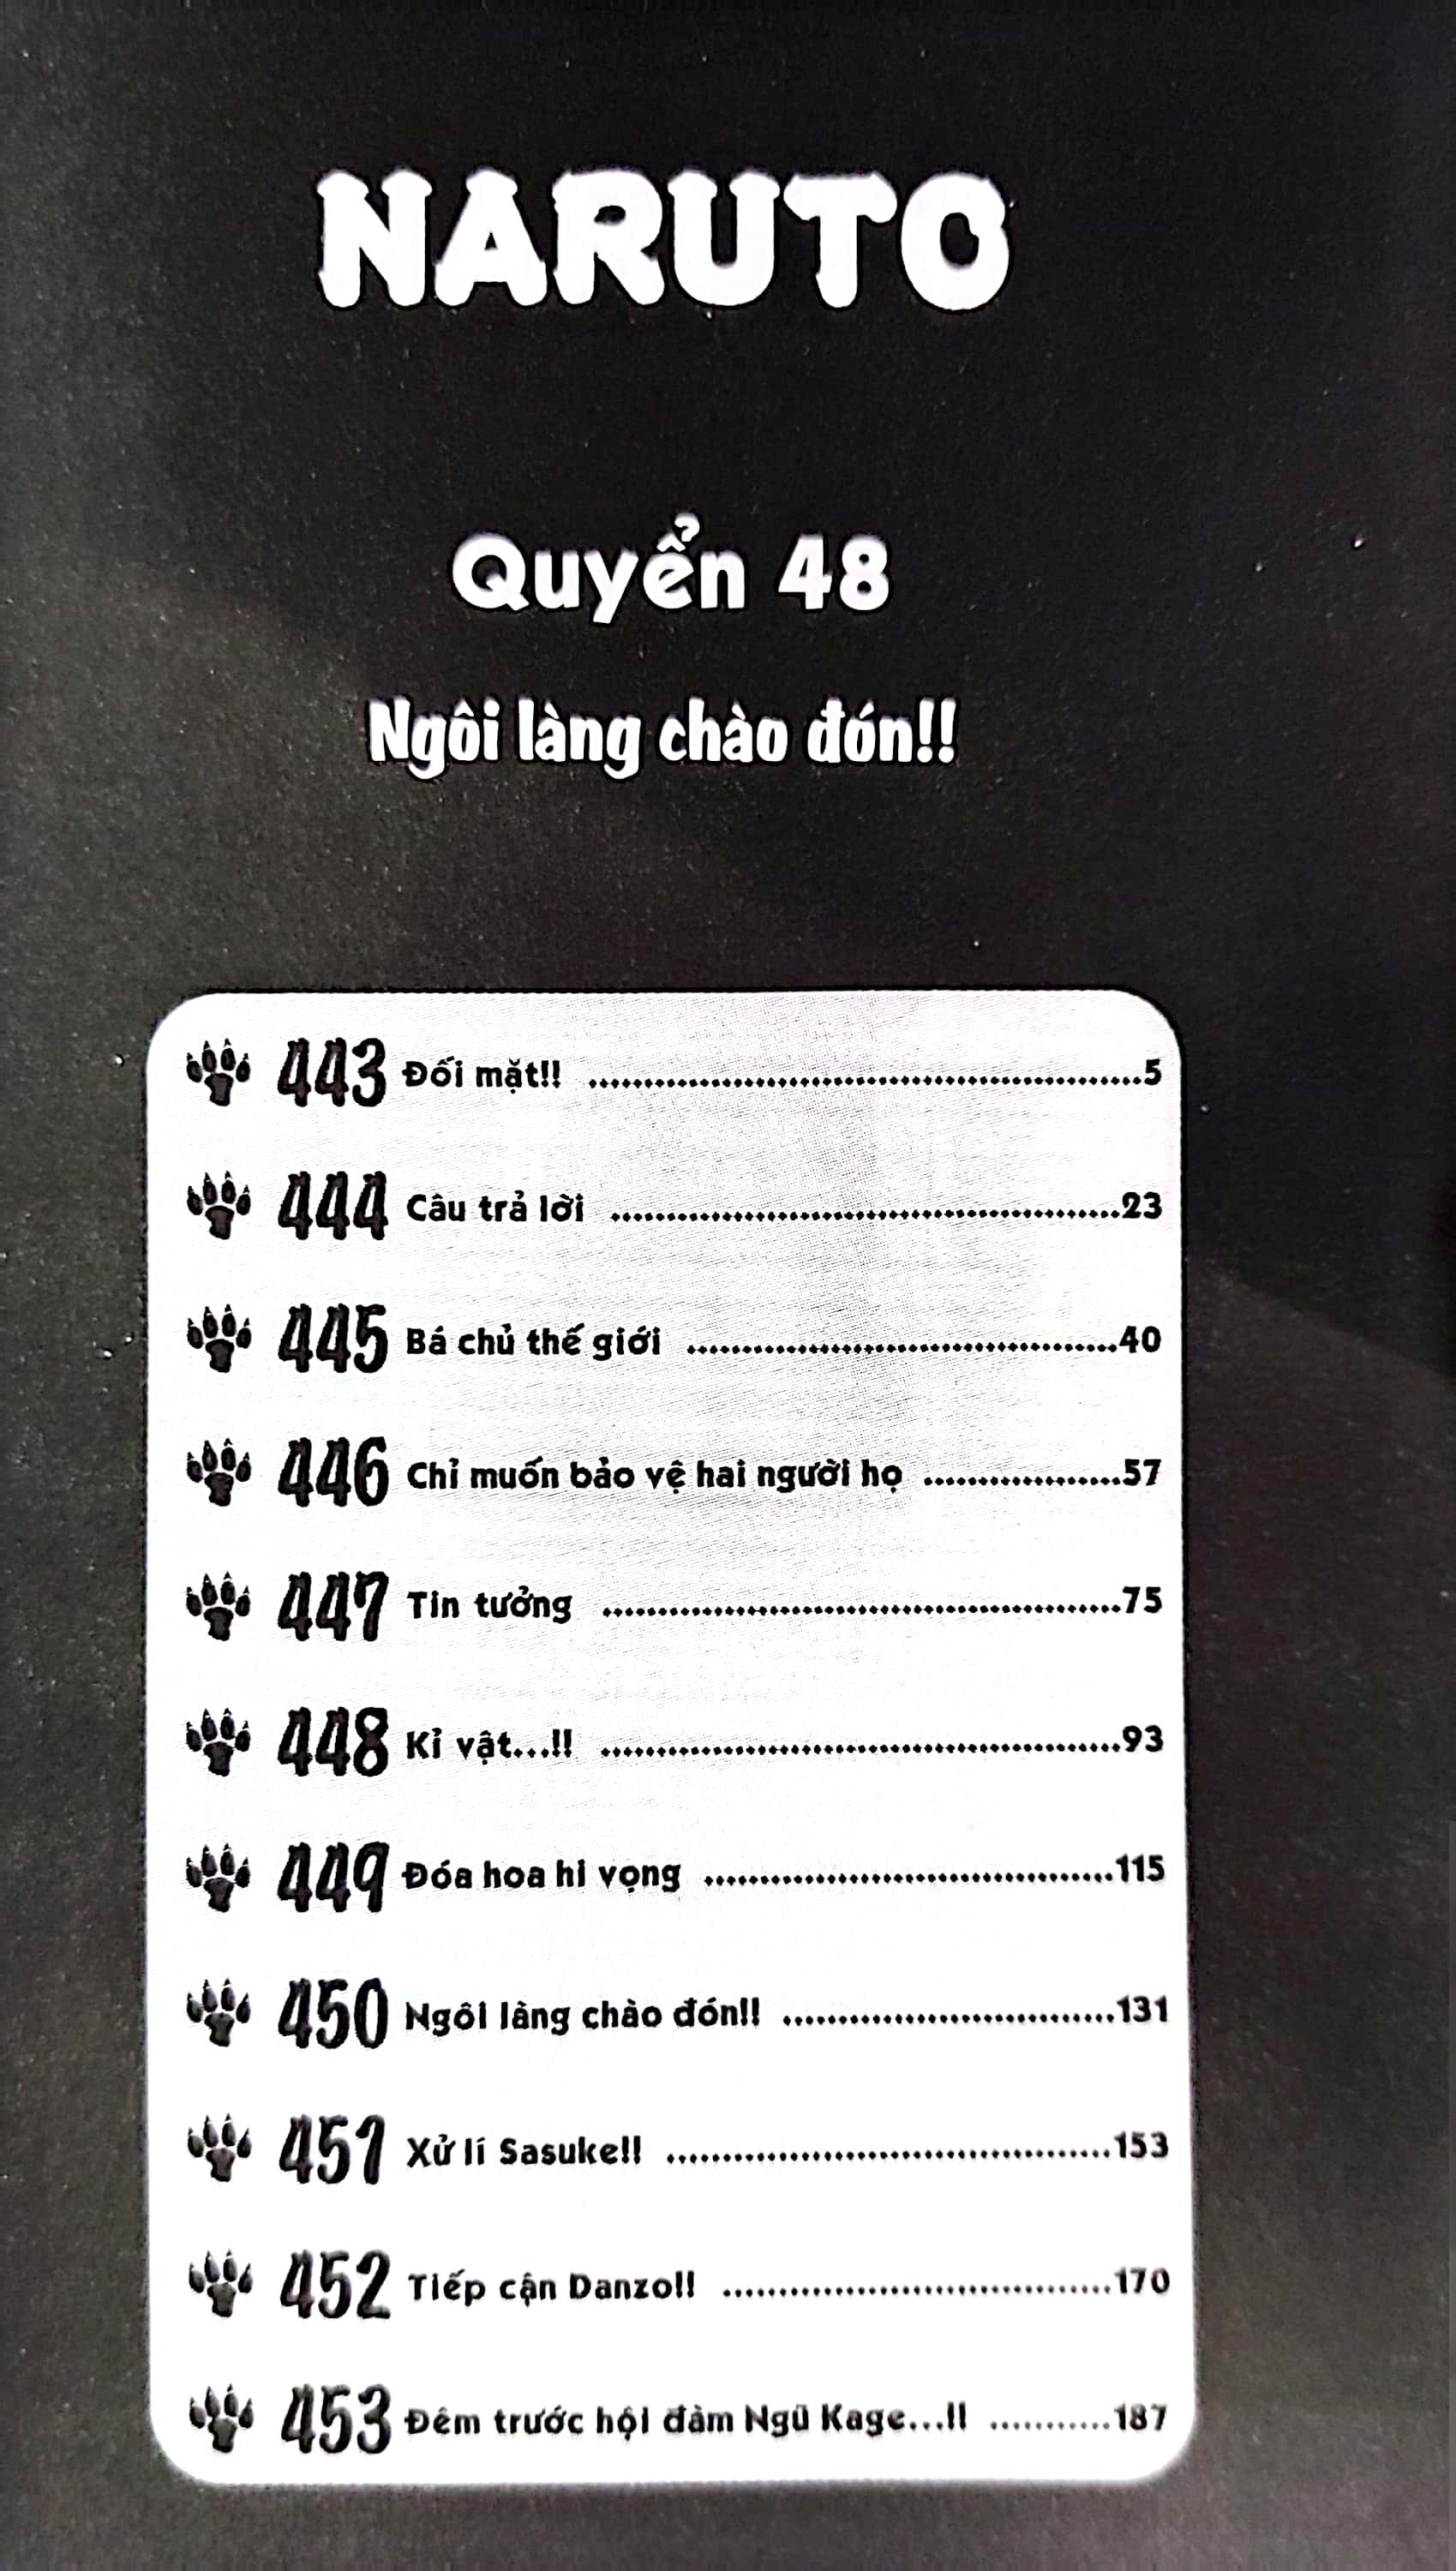 NARUTO
Quyển 48
Ngôi làng chào đón!!
443 Đối mặt!! ..................................................5
444 Câu trả lời ..............................................23
445 Bá chủ thế giới .......................................40
446 Chỉ muốn bảo vệ hai người họ ..................57
447 Tin tưởng ...............................................75
448 Kỉ vật...!! ...............................................93
449 Đóa hoa hi vọng .....................................115
450 Ngôi làng chào đón!! ..............................131
451 Xử lí Sasuke!! ........................................153
452 Tiếp cận Danzo!! ...................................170
453 Đêm trước hội đàm Ngũ Kage...!! ...........187